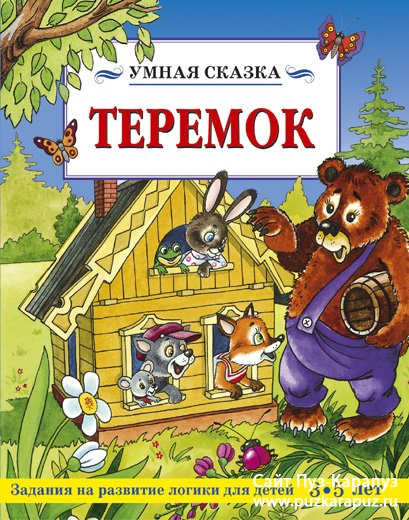 УМНАЯ СКАЗКА
ТЕРЕМОК
Задания на развитие логики для детей 3•5 лет
Сайт Пуз Карапуз
www.puzkarapuz.ru